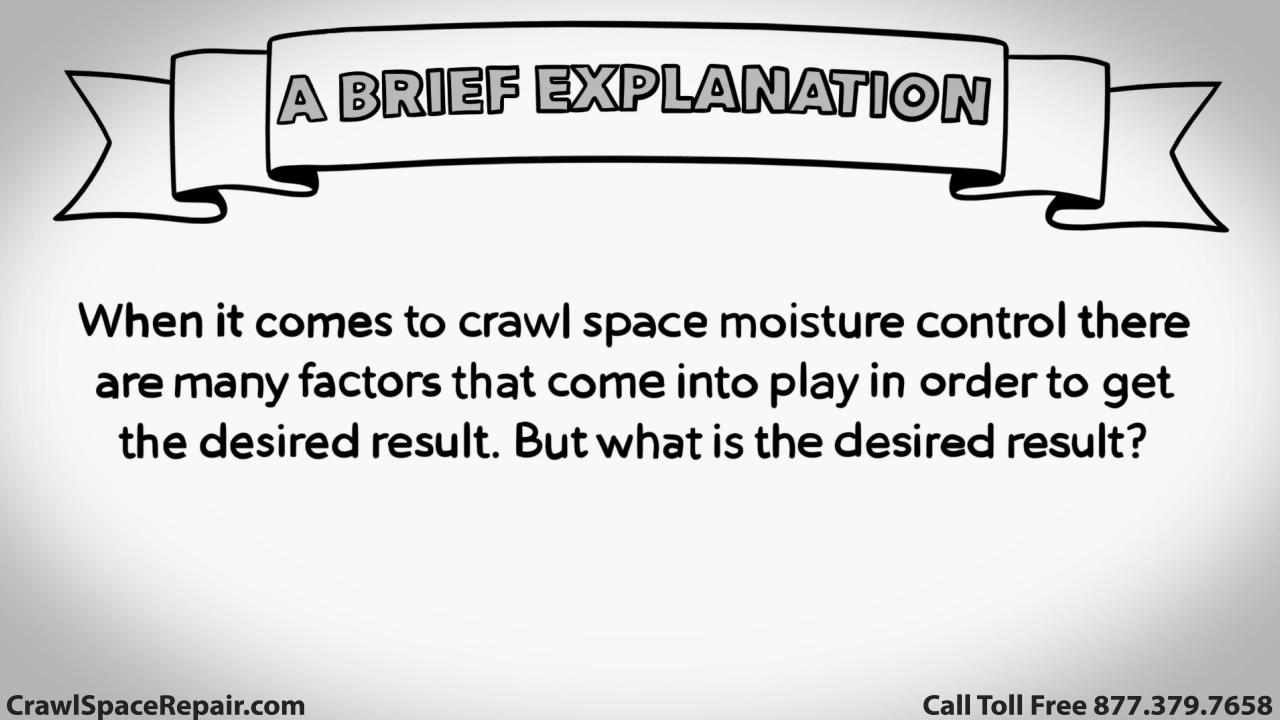 A BRIEF EXPLANATION
When it comes to crawl space moisture control there
are many factors that come into play in order to get
the desired result. But what is the desired result?
CrawlSpaceRepair.com
Call Toll Free 877.379.7658